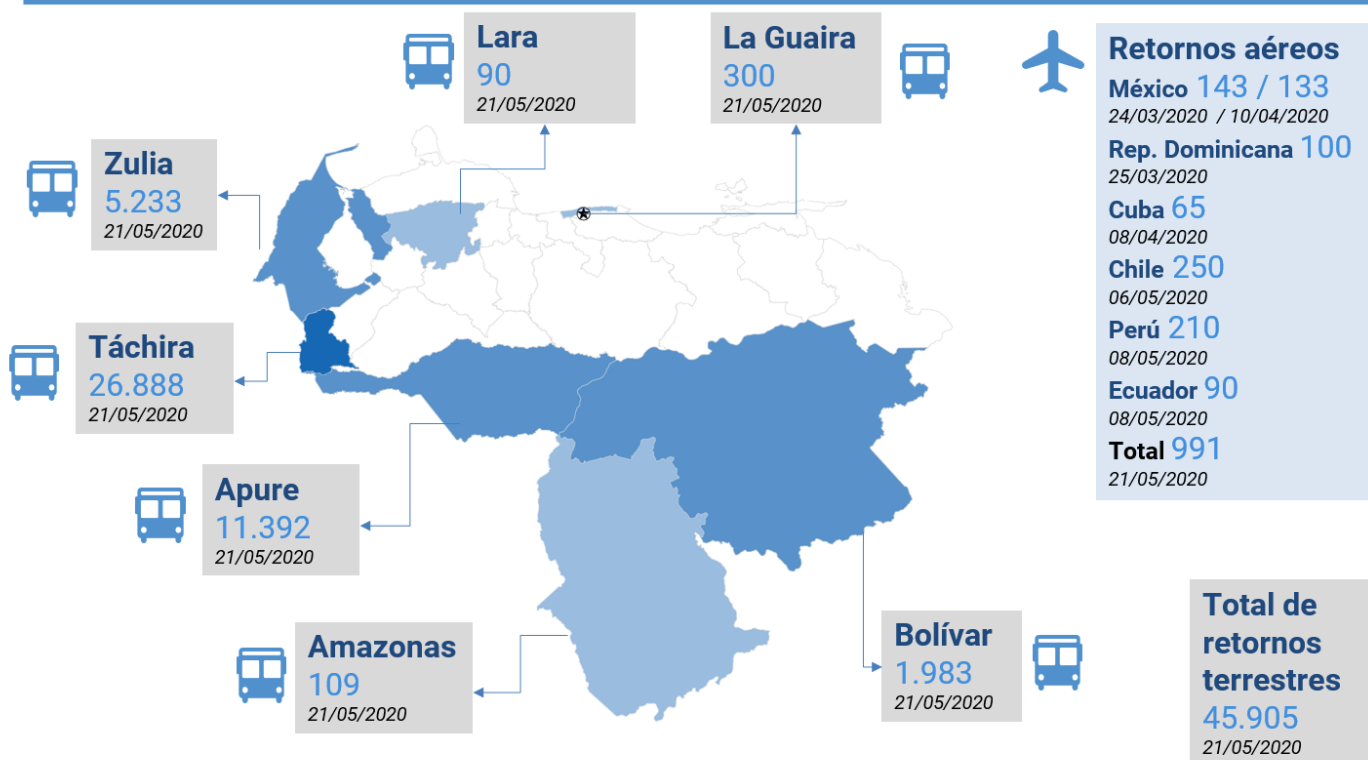 Lara
90
21/05/2020
La Guaira
300
21/05/2020
Zulia
5.233
21/05/2020
Táchira
26.888
21/05/2020
Apure
11.392
21/05/2020
Amazonas
109
21/05/2020
Bolívar
1.983
21/05/2020
Retornos aéreos
México 143 / 133
24/03/2020 / 10/04/2020
Rep. Dominicana 100
25/03/2020
Cuba 65
08/04/2020
Chile 250
06/05/2020
Perú 210
08/05/2020
Ecuador 90
08/05/2020
Total 991
21/05/2020
Total de
retornos
terrestres
45.905
21/05/2020